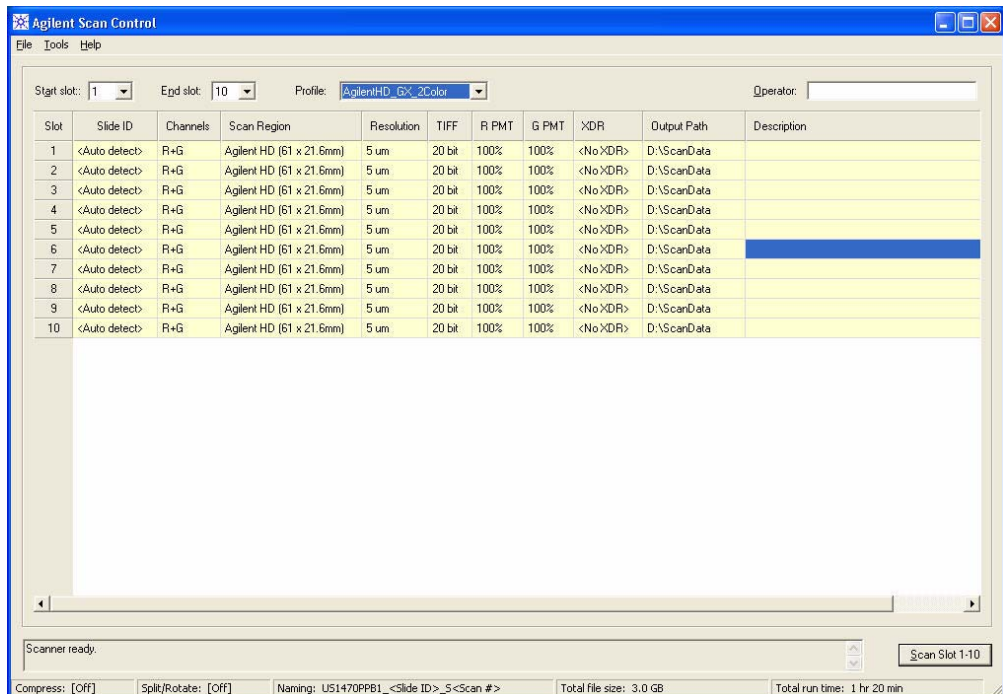 Agilent Scan Control
File Tools Help
Start slot:: 1 End slot: 10 Profile: AgilentHD_GX_2Color Operator:
Slot Slide ID Channels Scan Region Resolution TIFF R PMT G PMT XDR Output Path Description
1 <Auto detect> R+G Agilent HD (61 x 21.6mm) 5 um 20 bit 100% 100% <No XDR> D:\ScanData
2 <Auto detect> R+G Agilent HD (61 x 21.6mm) 5 um 20 bit 100% 100% <No XDR> D:\ScanData
3 <Auto detect> R+G Agilent HD (61 x 21.6mm) 5 um 20 bit 100% 100% <No XDR> D:\ScanData
4 <Auto detect> R+G Agilent HD (61 x 21.6mm) 5 um 20 bit 100% 100% <No XDR> D:\ScanData
5 <Auto detect> R+G Agilent HD (61 x 21.6mm) 5 um 20 bit 100% 100% <No XDR> D:\ScanData
6 <Auto detect> R+G Agilent HD (61 x 21.6mm) 5 um 20 bit 100% 100% <No XDR> D:\ScanData
7 <Auto detect> R+G Agilent HD (61 x 21.6mm) 5 um 20 bit 100% 100% <No XDR> D:\ScanData
8 <Auto detect> R+G Agilent HD (61 x 21.6mm) 5 um 20 bit 100% 100% <No XDR> D:\ScanData
9 <Auto detect> R+G Agilent HD (61 x 21.6mm) 5 um 20 bit 100% 100% <No XDR> D:\ScanData
10 <Auto detect> R+G Agilent HD (61 x 21.6mm) 5 um 20 bit 100% 100% <No XDR> D:\ScanData
Scanner ready.
Scan Slot 1-10
Compress: [Off] Split/Rotate: [Off] Naming: US1470PPB1_<Slide ID>_S<Scan #> Total file size: 3.0 GB Total run time: 1 hr 20 min